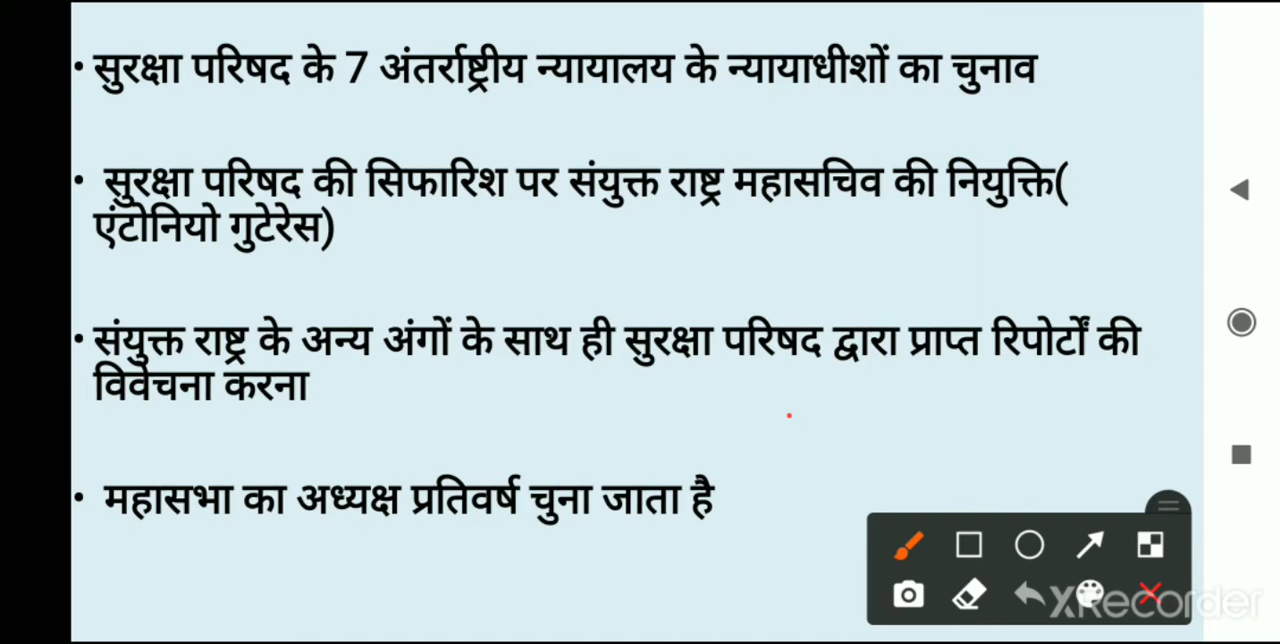 • सुरक्षा परिषद के 7 अंतर्राष्ट्रीय न्यायालय के न्यायाधीशों का चुनाव
• सुरक्षा परिषद की सिफारिश पर संयुक्त राष्ट्र महासचिव की नियुक्ति(
एंटोनियो गुटेरेस)
• संयुक्त राष्ट्र के अन्य अंगों के साथ ही सुरक्षा परिषद द्वारा प्राप्त रिपोर्टों की
विवेचना करना
• महासभा का अध्यक्ष प्रतिवर्ष चुना जाता है
XRecorder